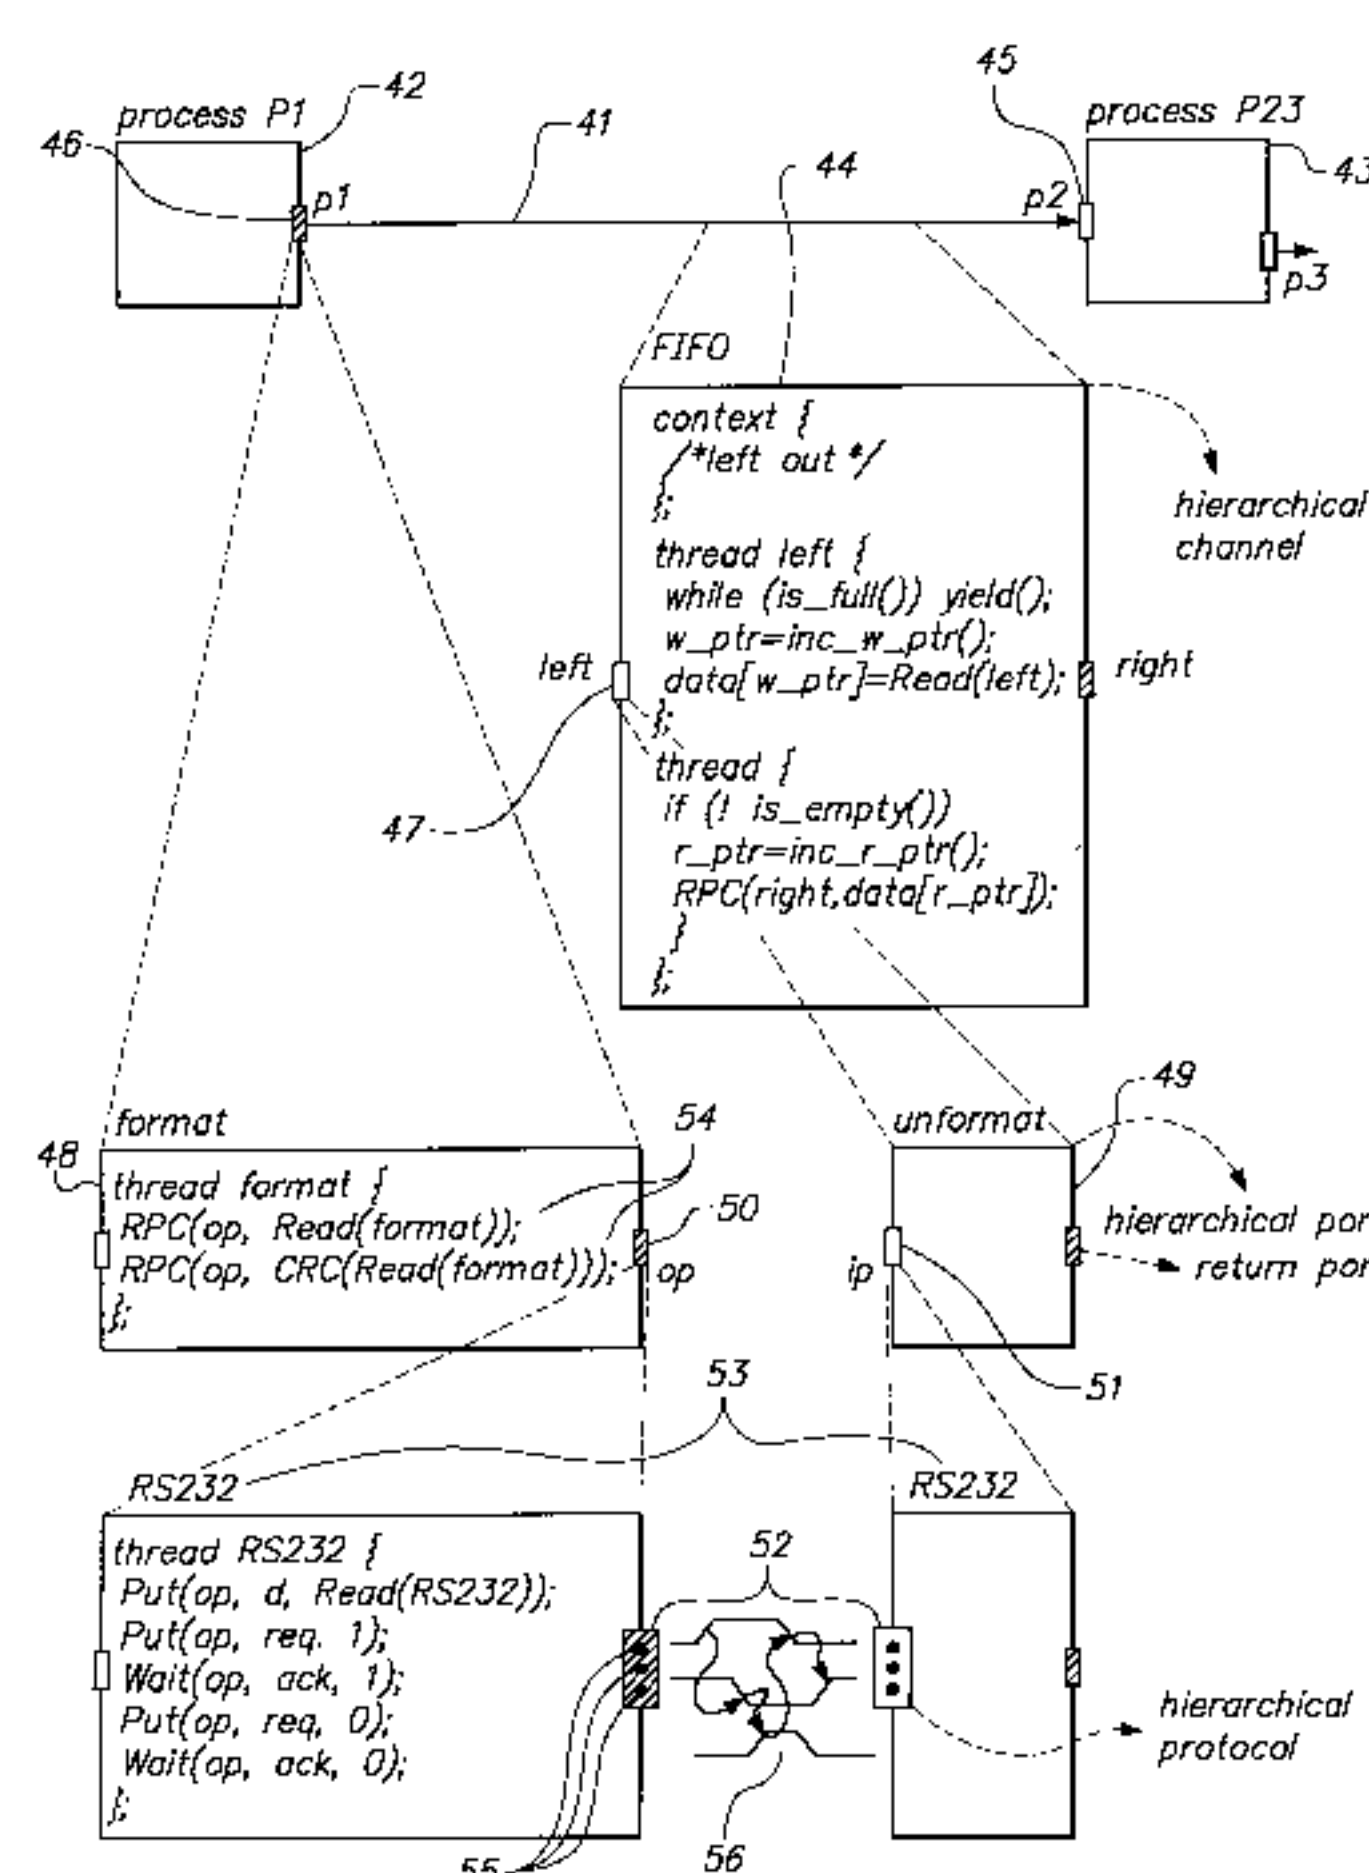 45
42
process P1
41
process P23
46
44
43
p1
p2
p3
FIFO
context {
/*left out */
};
hierarchical
channel
thread left {
while (is_full()) yield();
w_ptr=inc_w_ptr();
left
right
data[w_ptr]=Read(left);
};
thread {
if (! is_empty())
47
r_ptr=inc_r_ptr();
RPC(right,data[r_ptr]);
}
};
49
format
54
unformat
48
thread format {
50
RPC(op, Read(format));
hierarchical por
RPC(op, CRC(Read(format)));
op
ip
return por
};
53
51
RS232
RS232
thread RS232 {
52
Put(op, d, Read(RS232));
Put(op, req. 1);
Wait(op, ack, 1);
Put(op, req, 0);
hierarchical
protocol
Wait(op, ack, 0);
};
55
56